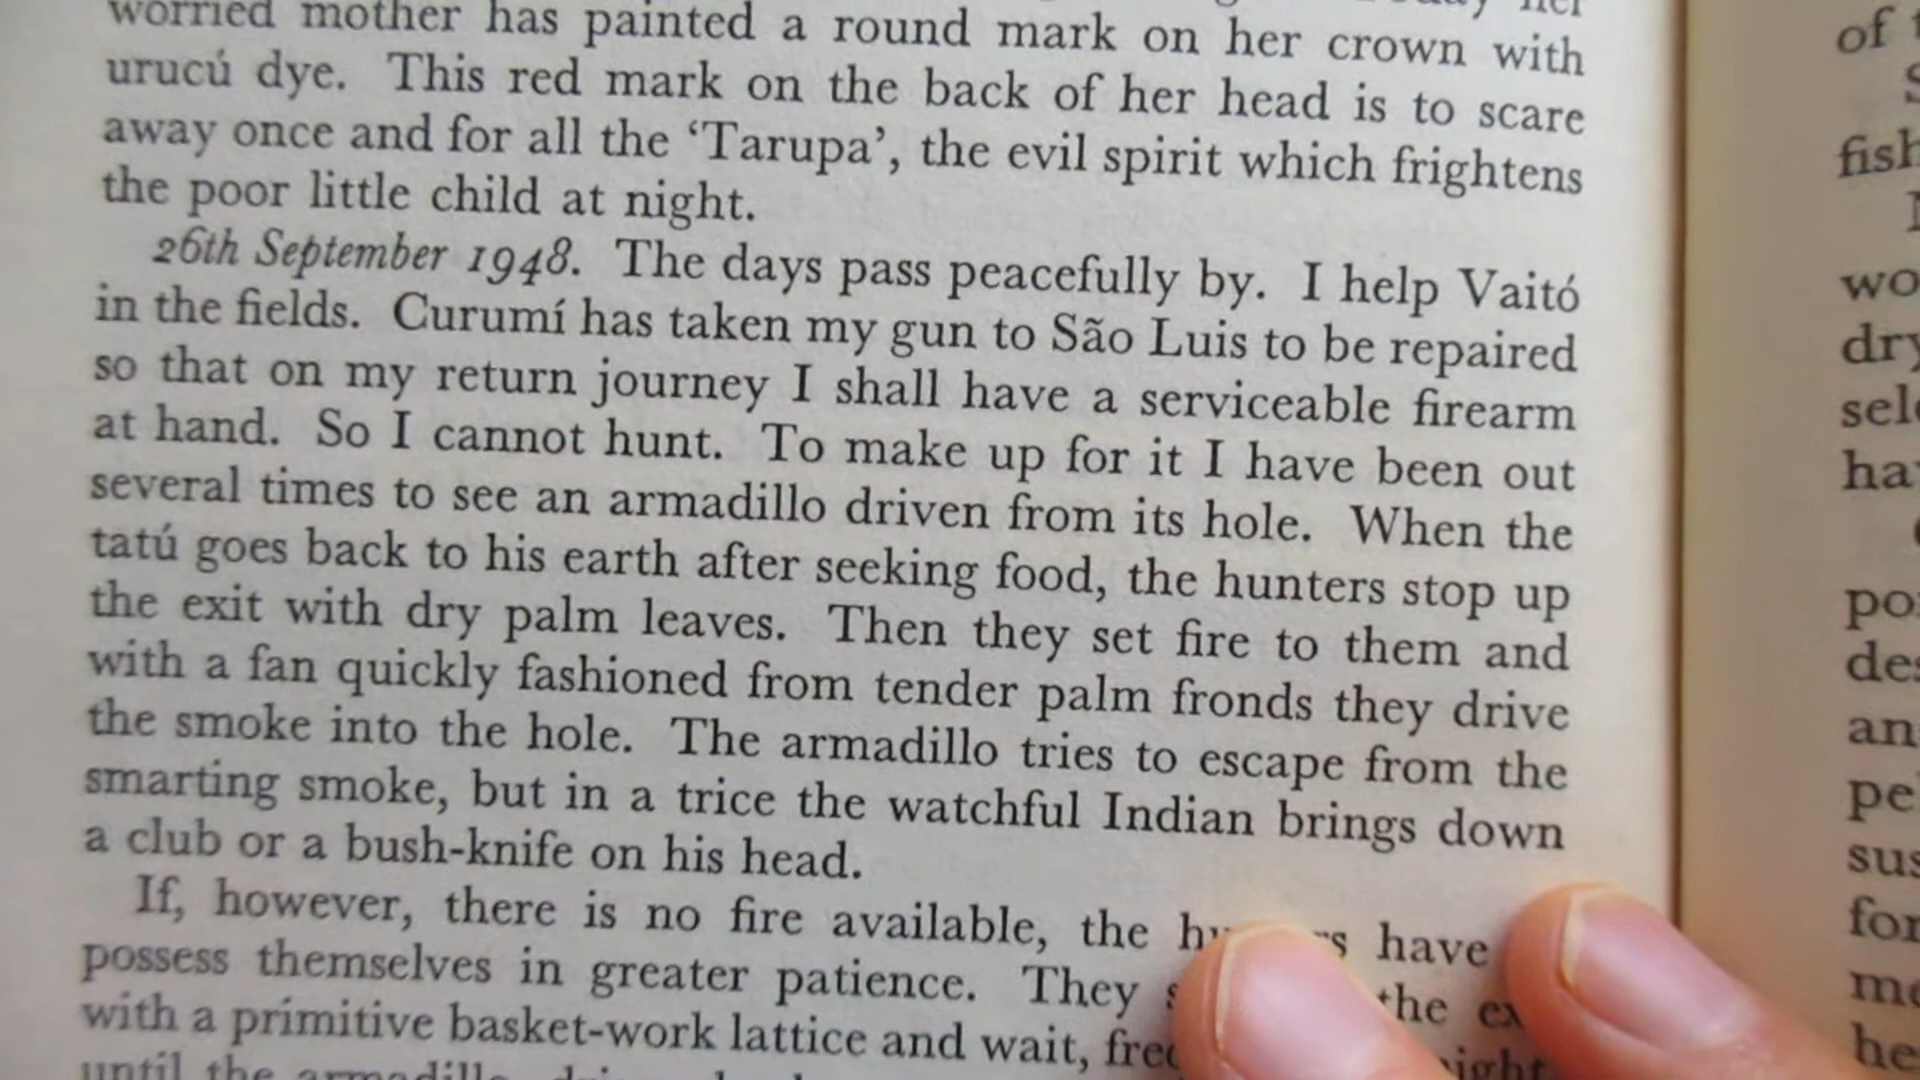 worried mother has painted a round mark on her crown with
urucú dye. This red mark on the back of her head is to scare
away once and for all the ‘Tarupa’, the evil spirit which frightens
the poor little child at night.
26th September 1948. The days pass peacefully by. I help Vaitó
in the fields. Curumí has taken my gun to São Luis to be repaired
so that on my return journey I shall have a serviceable firearm
at hand. So I cannot hunt. To make up for it I have been out
several times to see an armadillo driven from its hole. When the
tatú goes back to his earth after seeking food, the hunters stop up
the exit with dry palm leaves. Then they set fire to them and
with a fan quickly fashioned from tender palm fronds they drive
the smoke into the hole. The armadillo tries to escape from the
smarting smoke, but in a trice the watchful Indian brings down
a club or a bush-knife on his head.
If, however, there is no fire available, the have
possess themselves in greater patience. They the
with a primitive basket-work lattice and wait,
until the armadillo
of